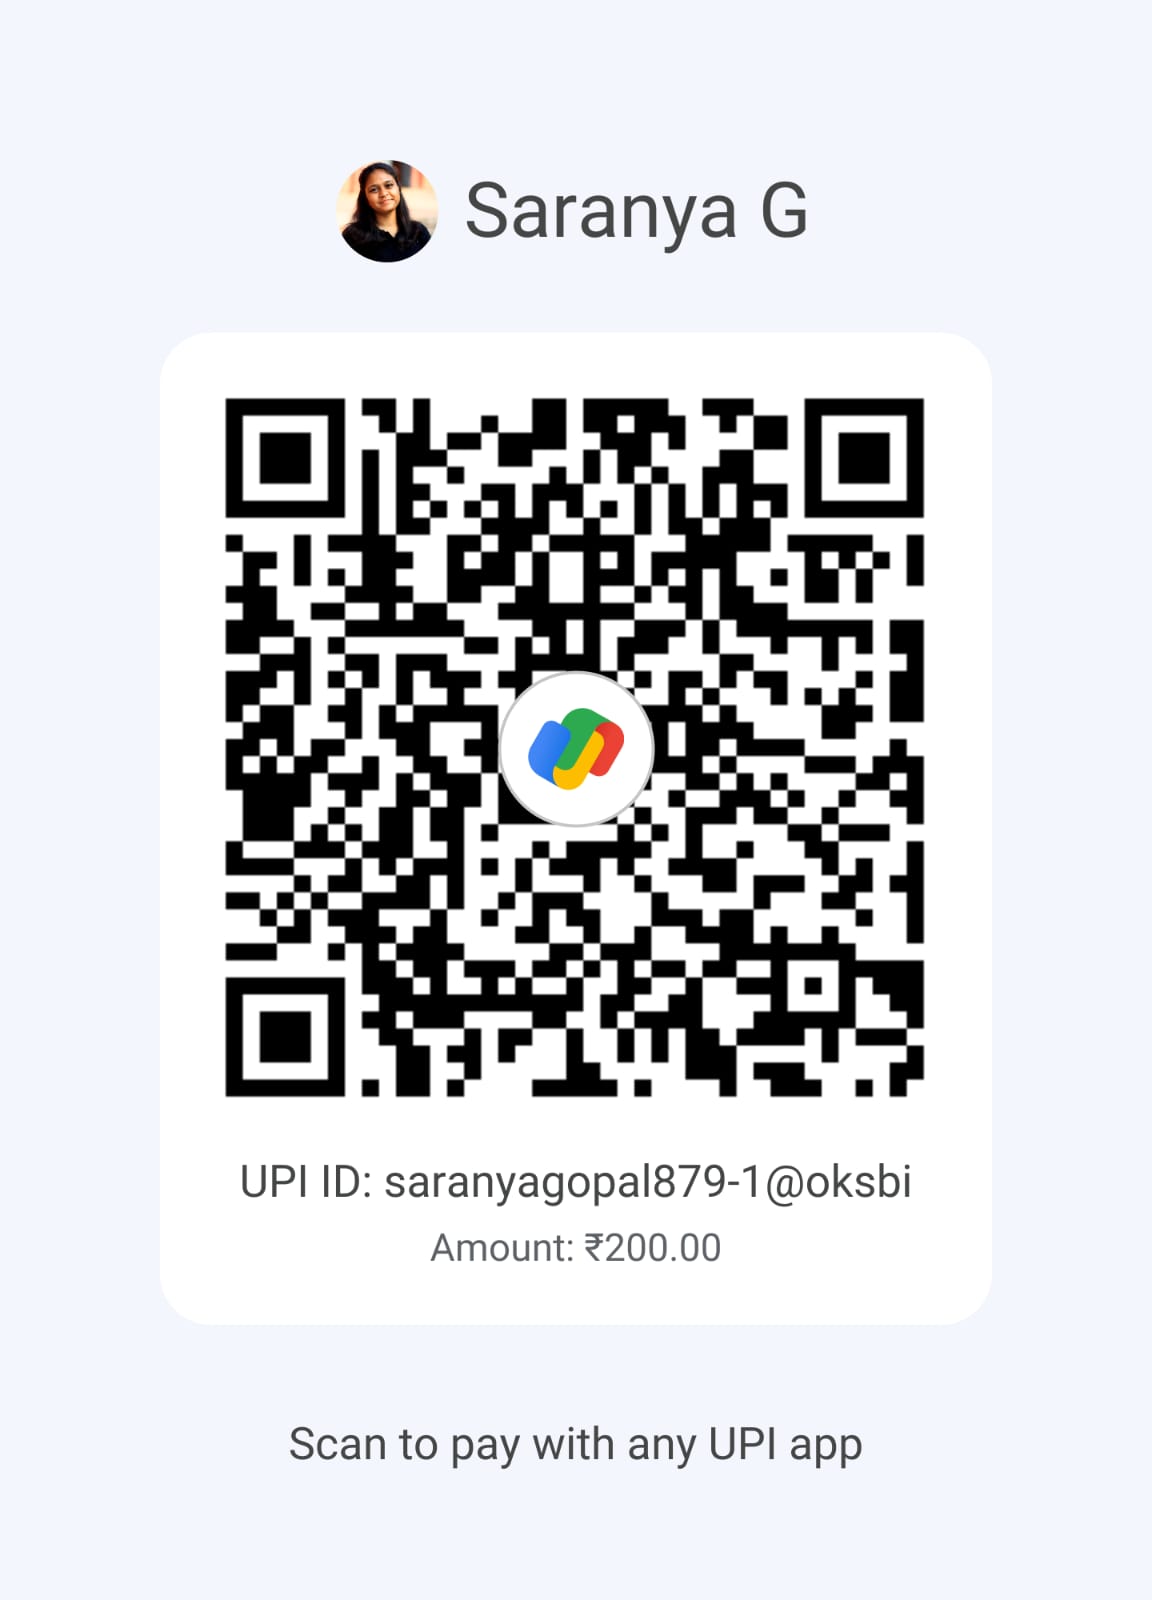 Saranya G
UPI ID: saranyagopal879-1@oksbi
Amount: ₹200.00
Scan to pay with any UPI app